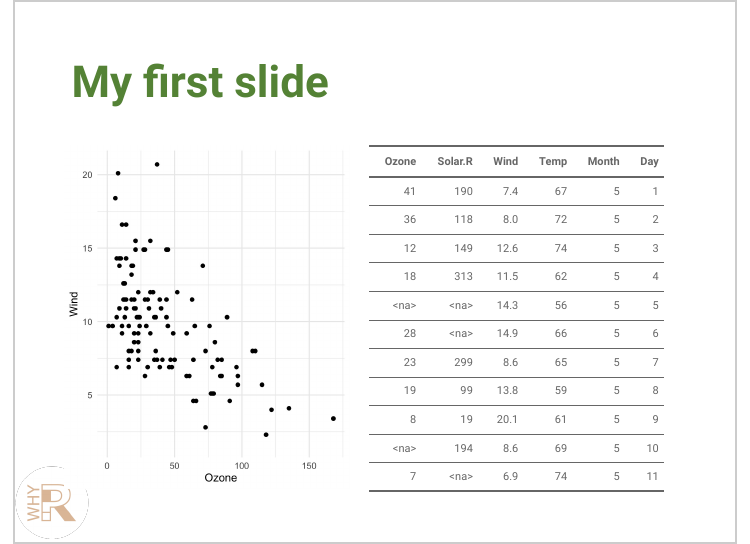 My first slide
20
15
10
5
Wind
0 50 100 150
Ozone
Ozone Solar.R Wind Temp Month Day
41 190 7.4 67 5 1
36 118 8.0 72 5 2
12 149 12.6 74 5 3
18 313 11.5 62 5 4
<na> <na> 14.3 56 5 5
28 <na> 14.9 66 5 6
23 299 8.6 65 5 7
19 99 13.8 59 5 8
8 19 20.1 61 5 9
<na> 194 8.6 69 5 10
7 <na> 6.9 74 5 11
WHY R